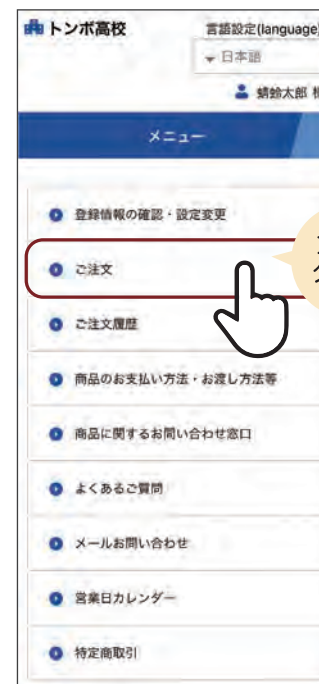 トンボ高校
言語設定(language)
日本語
蜻蛉太郎
メニュー
登録情報の確認・設定変更
ご注文
ご注文履歴
商品のお支払い方法・お渡し方法等
商品に関するお問い合わせ窓口
よくあるご質問
メールお問い合わせ
営業日カレンダー
特定商取引